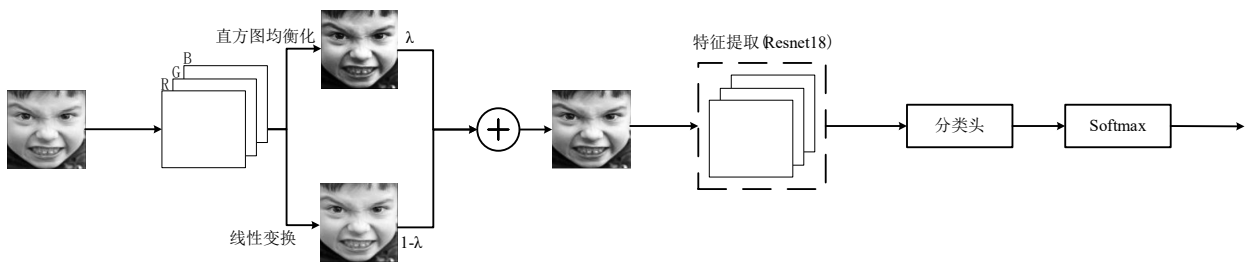 直方图均衡化
λ
B
G
R
线性变换
1-λ
特征提取(Resnet18)
分类头
Softmax